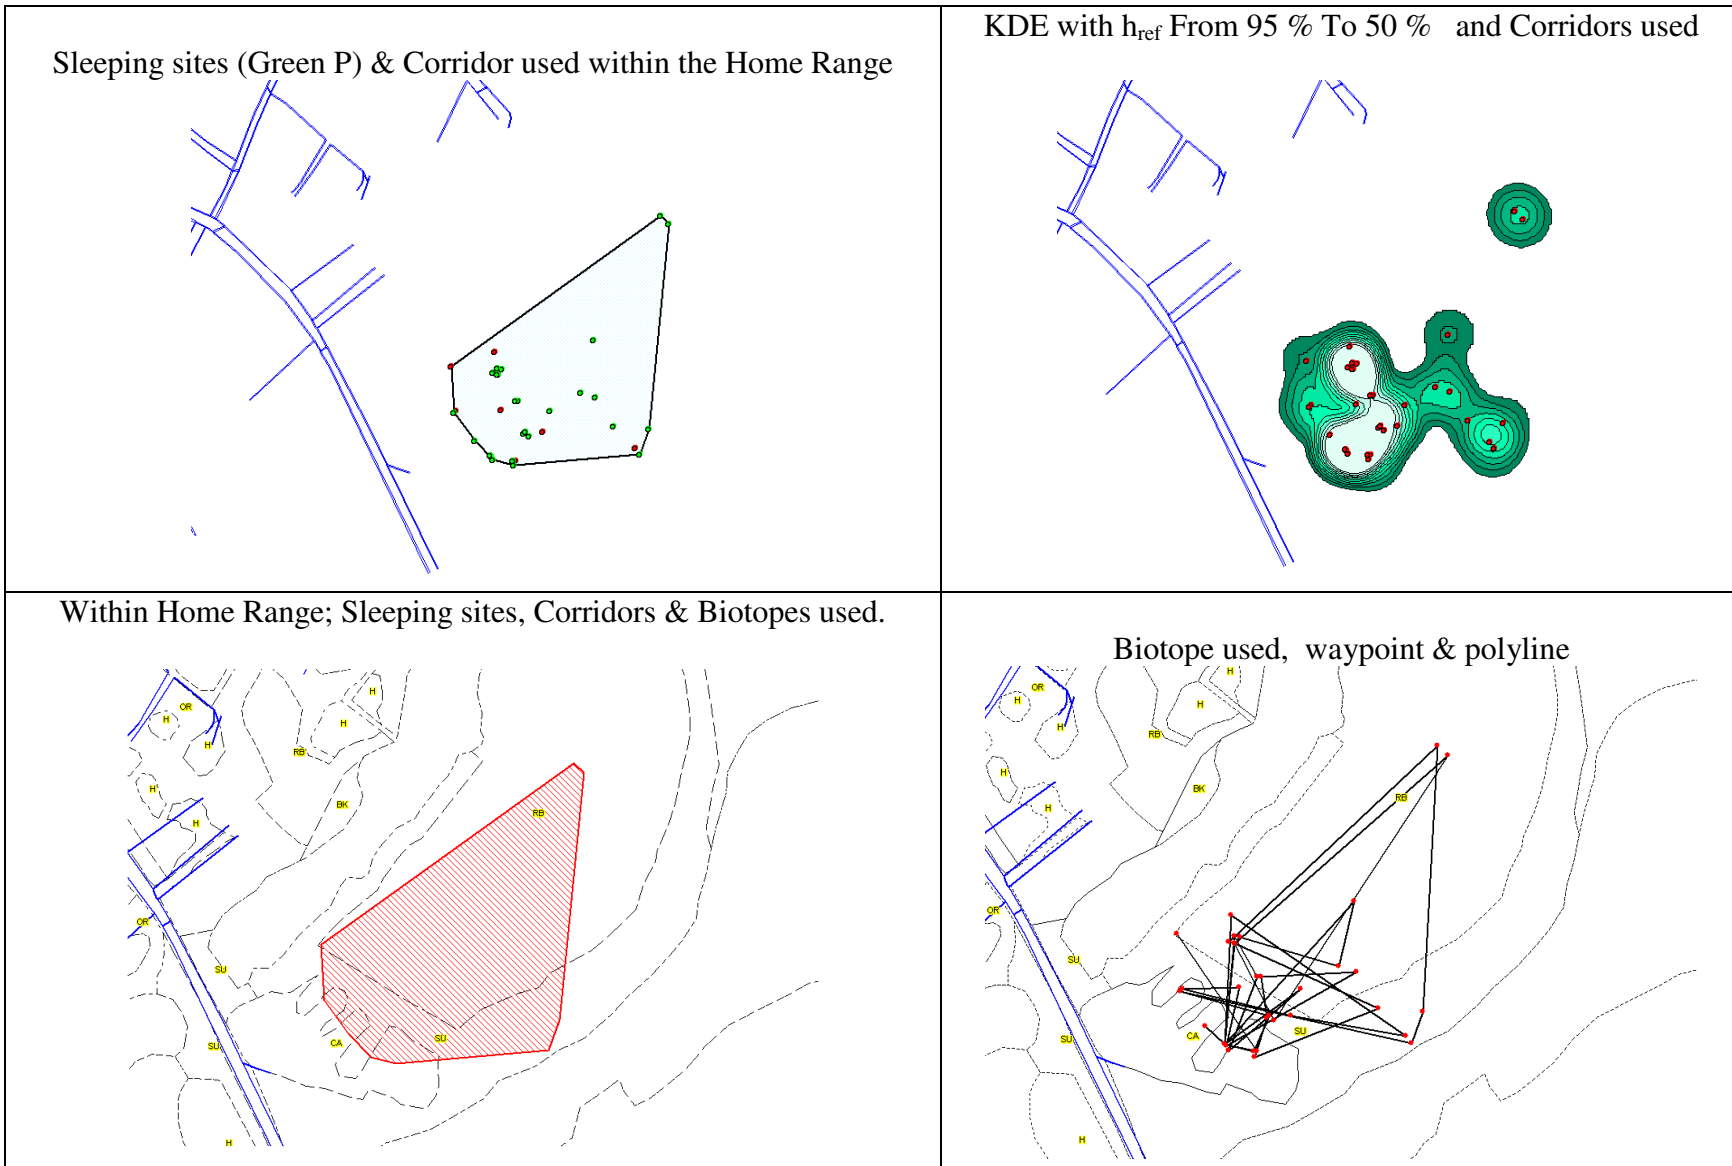 Sleeping sites (Green P) & Corridor used within the Home Range
KDE with href From 95 % To 50 % and Corridors used
Within Home Range; Sleeping sites, Corridors & Biotopes used.
H
OR
H
H
H
RB
H
BK
H
RB
OR
SU
SU
CA
SU
H
Biotope used, waypoint & polyline
H
OR
H
H
H
RB
H
BK
H
RB
OR
SU
SU
CA
SU
H